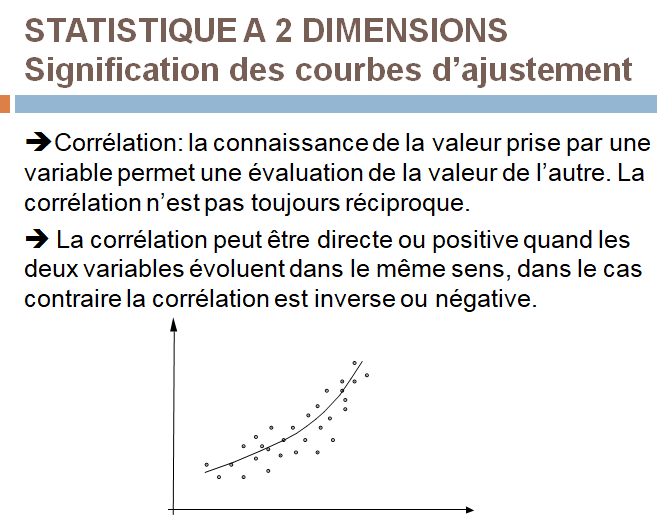 STATISTIQUE A 2 DIMENSIONS
Signification des courbes d’ajustement
➔Corrélation: la connaissance de la valeur prise par une
variable permet une évaluation de la valeur de l’autre. La
corrélation n’est pas toujours réciproque.
➔ La corrélation peut être directe ou positive quand les
deux variables évoluent dans le même sens, dans le cas
contraire la corrélation est inverse ou négative.